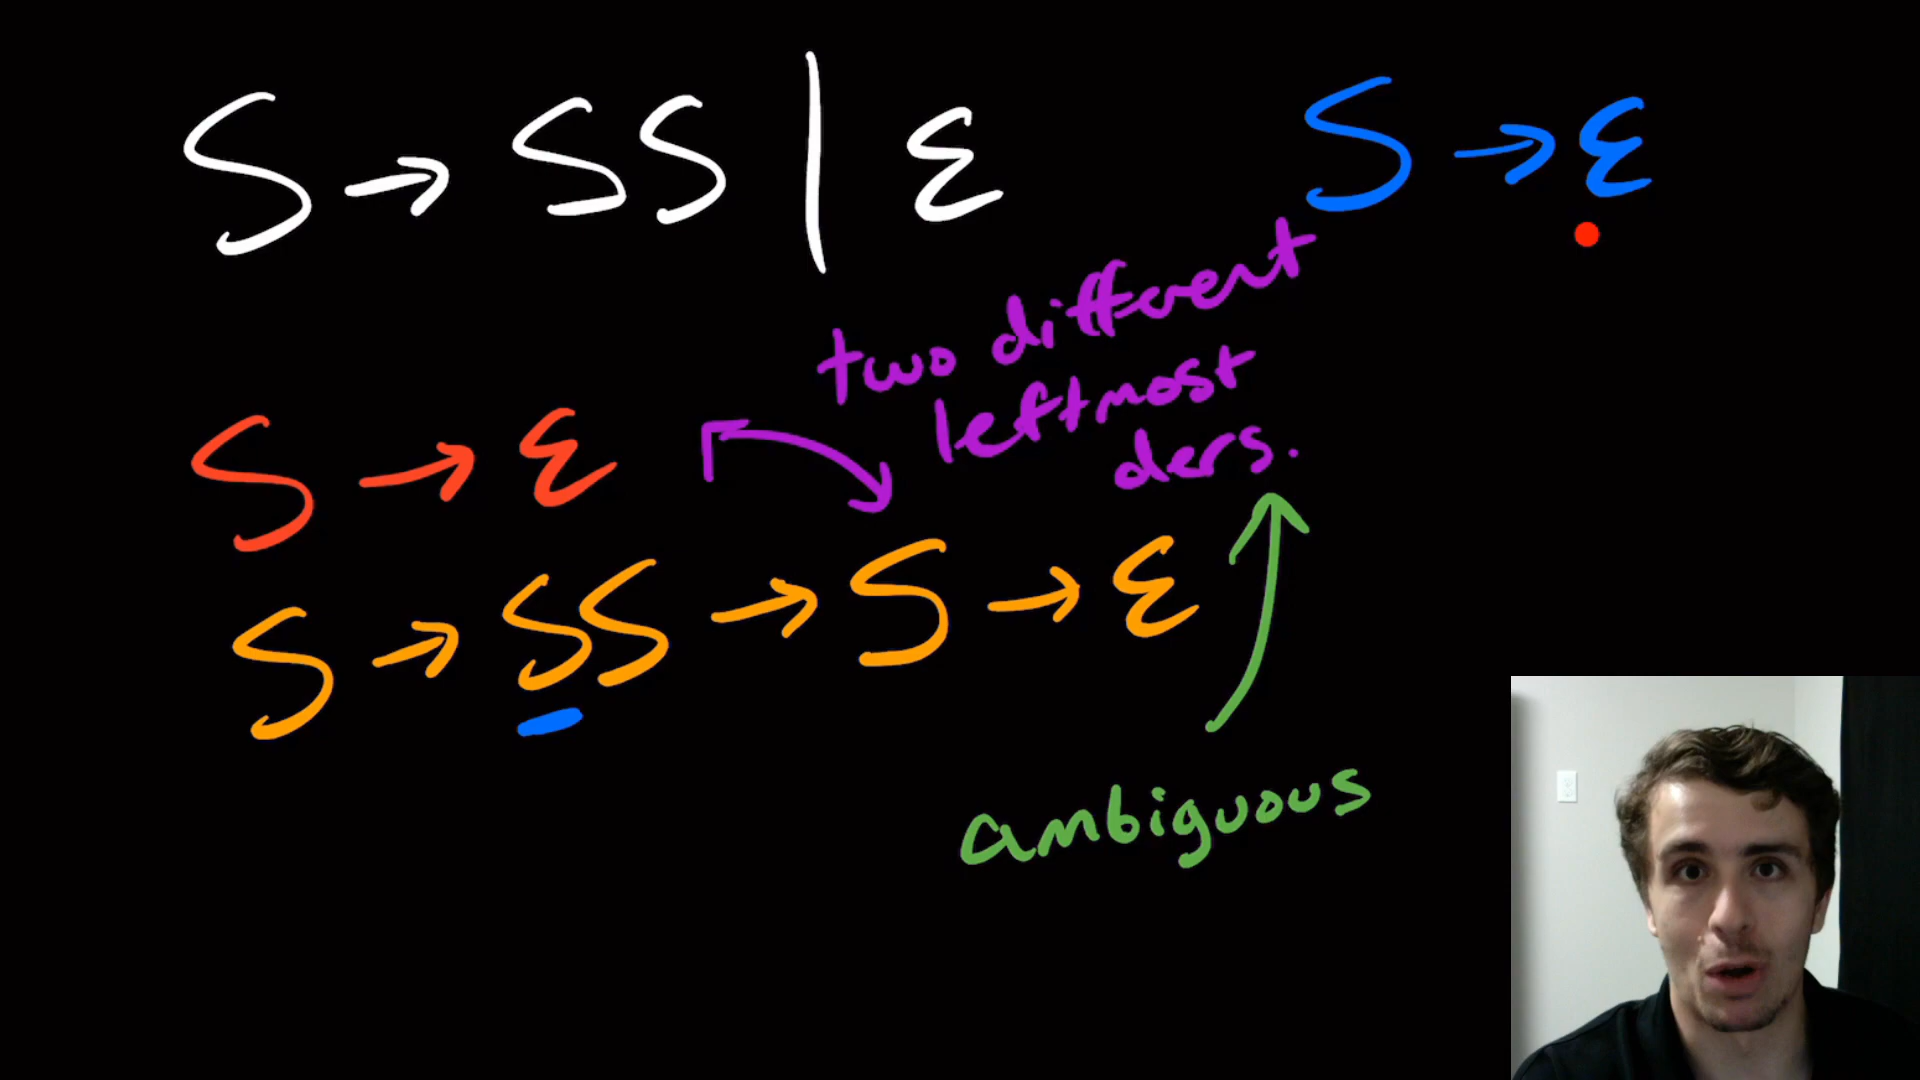 S → SS | ε
S → ε
two different
leftmost
ders.
S → ε
S → SS → S → ε
ambiguous